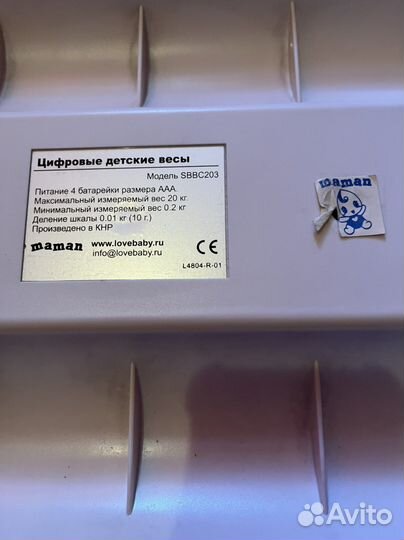 Цифровые детские весы
Модель SBBC203
Питание 4 батарейки размера AAA.
Максимальный измеряемый вес 20 кг.
Минимальный измеряемый вес 0.2 кг
Деление шкалы 0.01 кг (10 г.)
Произведено в КНР
maman www.lovebaby.ru
info@lovebaby.ru
CE
L4804-R-01
maman
Avito